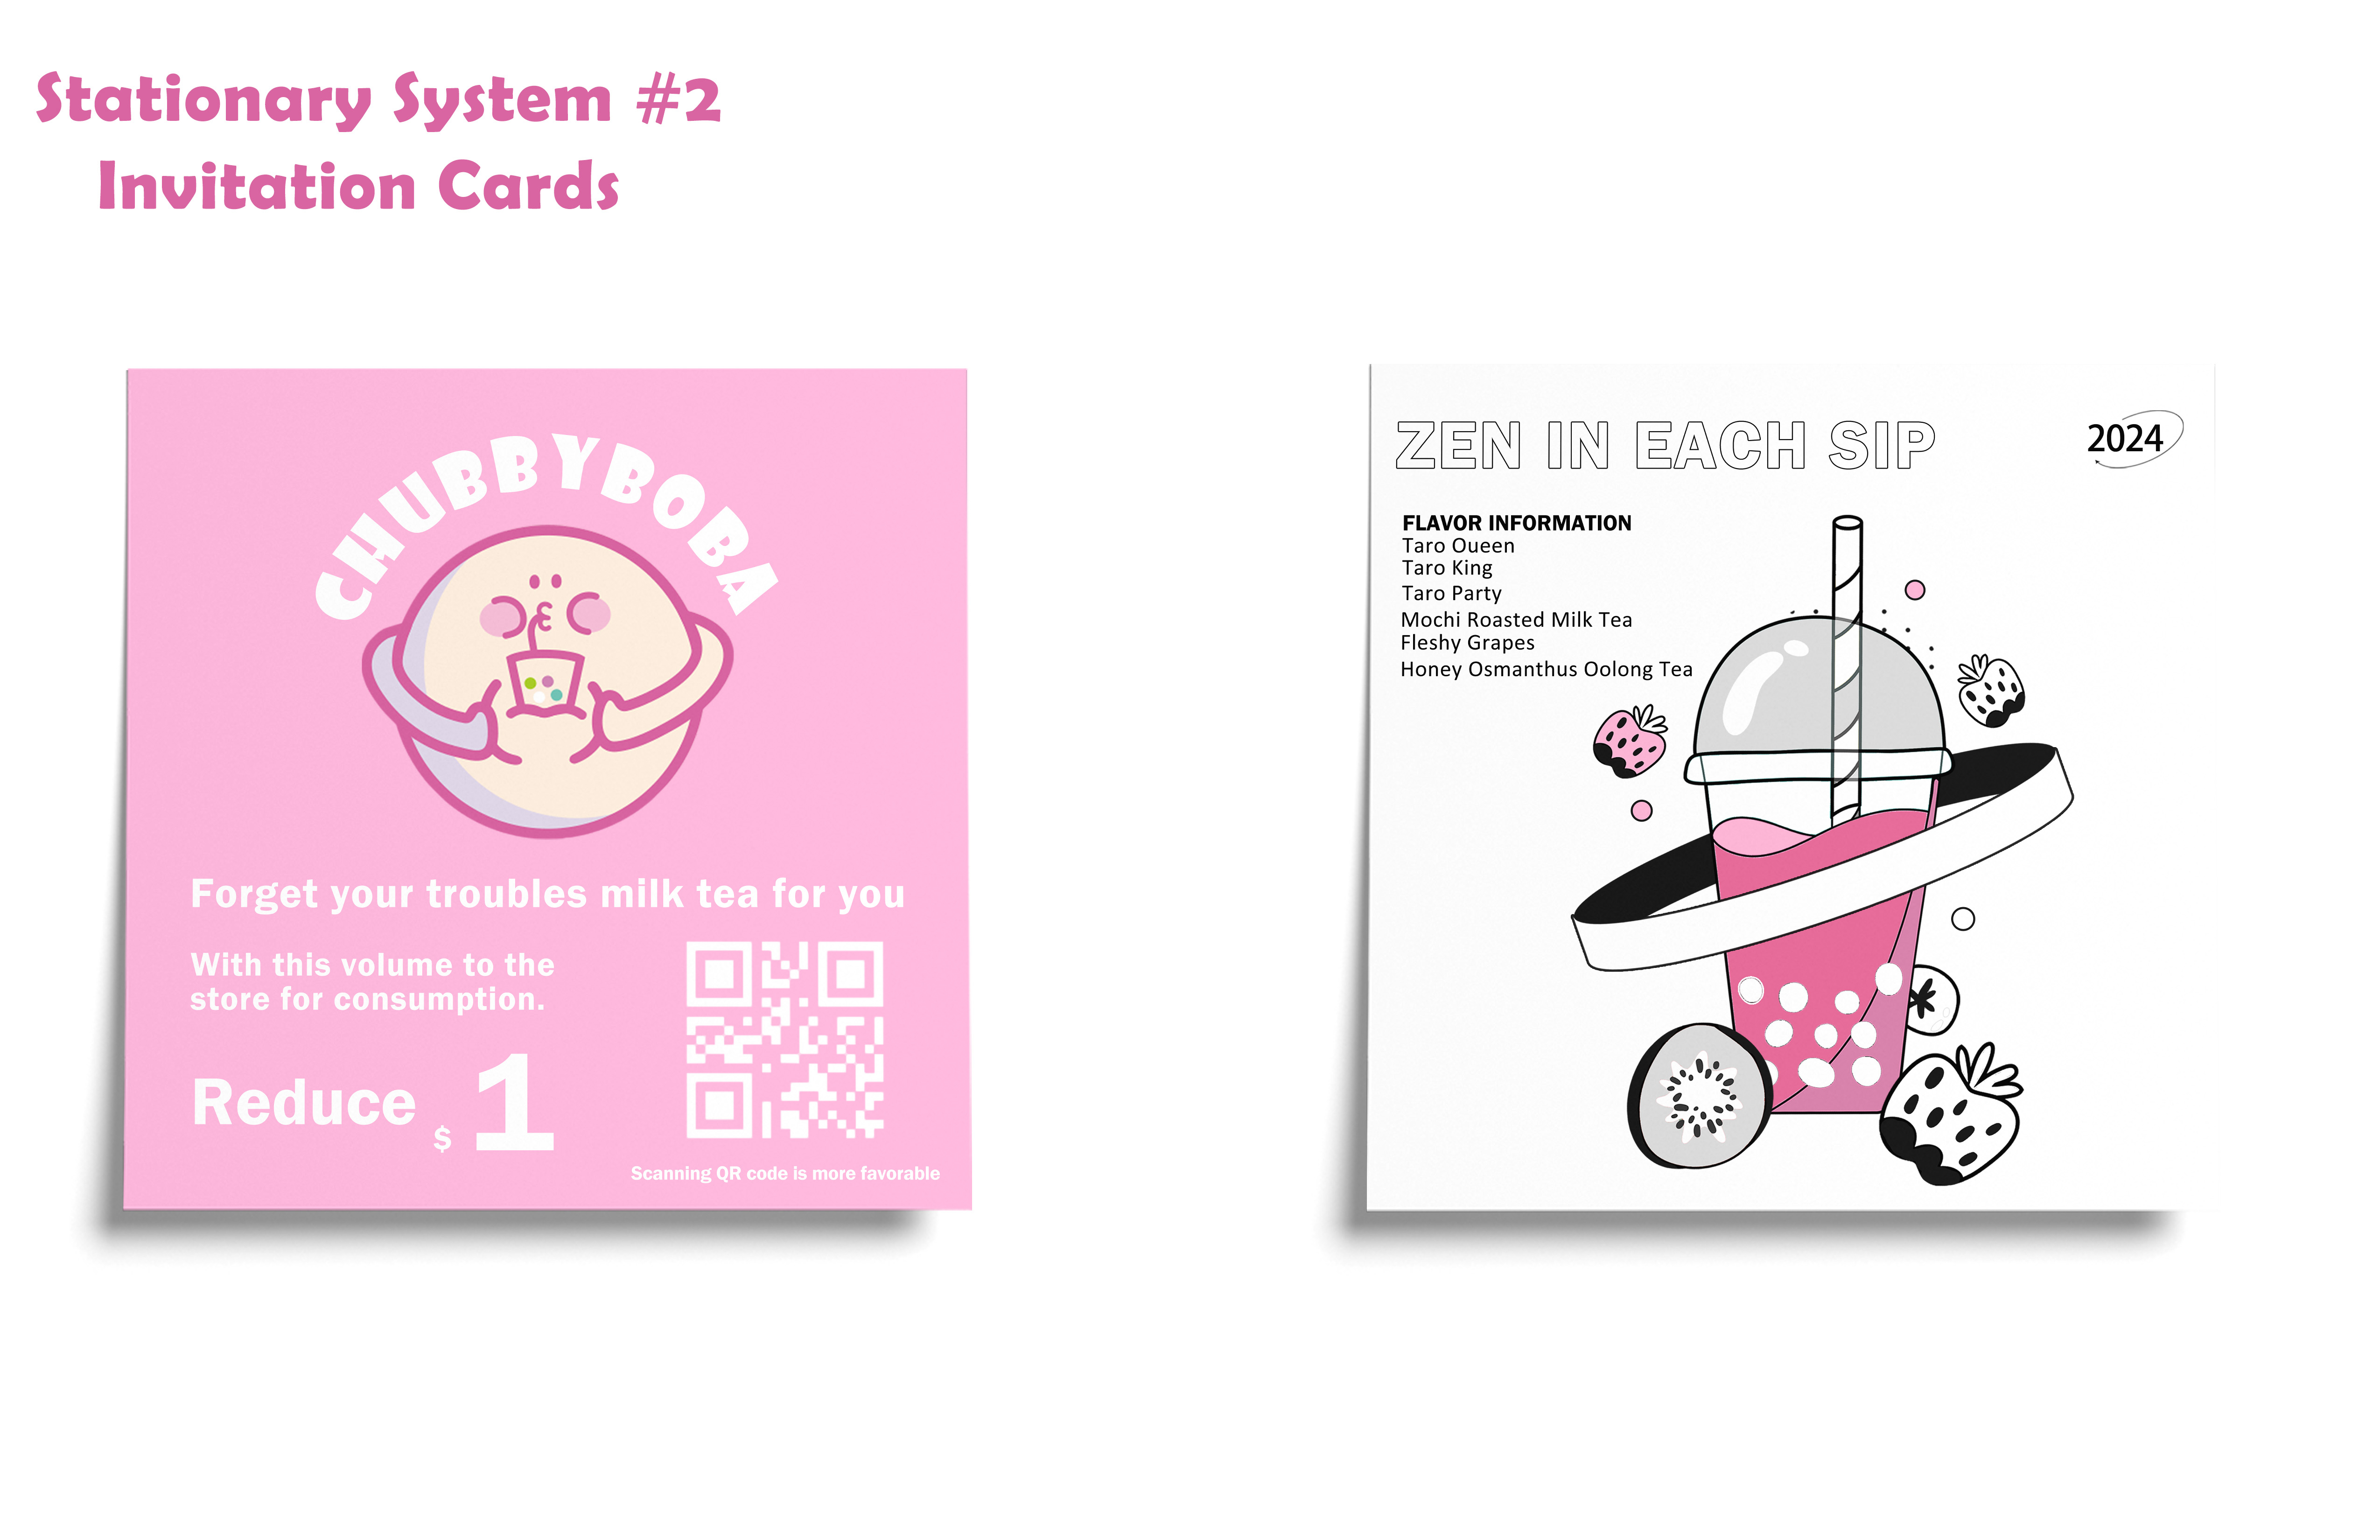 Stationary System #2
Invitation Cards
CHUBBYBOBA
Forget your troubles milk tea for you
With this volume to the
store for consumption.
Reduce $ 1
Scanning QR code is more favorable
ZEN IN EACH SIP
2024
FLAVOR INFORMATION
Taro Oueen
Taro King
Taro Party
Mochi Roasted Milk Tea
Fleshy Grapes
Honey Osmanthus Oolong Tea